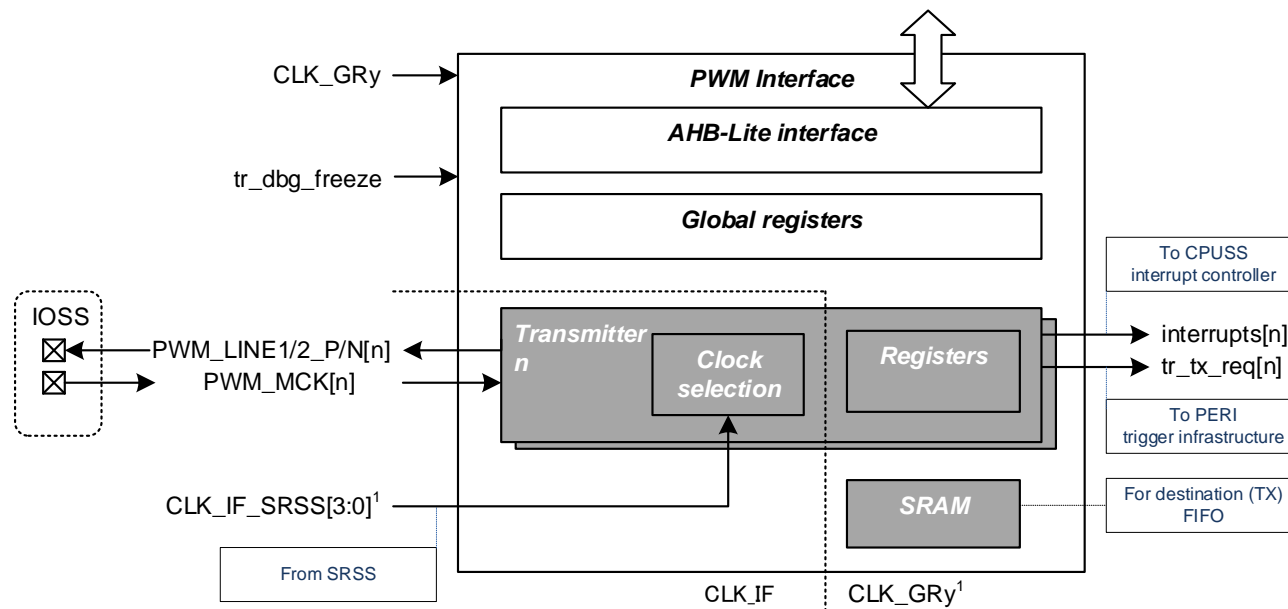 CLK_GRy
PWM Interface
AHB-Lite interface
tr_dbg_freeze
Global registers
To CPUSS
interrupt controller
IOSS
PWM_LINE1/2_P/N[n]
PWM_MCK[n]
Transmitter
n
Clock
selection
Registers
interrupts[n]
tr_tx_req[n]
To PERI
trigger infrastructure
CLK_IF_SRSS[3:0]¹
SRAM
For destination (TX)
FIFO
From SRSS
CLK_IF
CLK_GRy¹